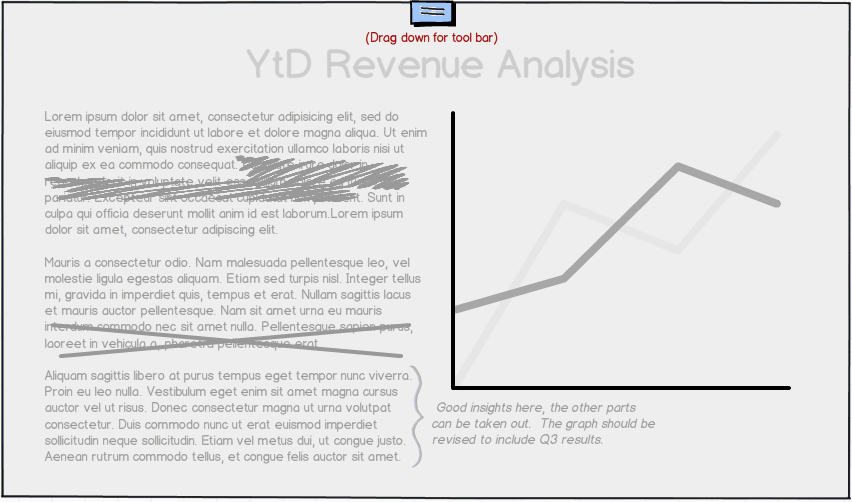 (Drag down for tool bar)
YtD Revenue Analysis
Lorem ipsum dolor sit amet, consectetur adipisicing elit, sed do
eiusmod tempor incididunt ut labore et dolore magna aliqua. Ut enim
ad minim veniam, quis nostrud exercitation ullamco laboris nisi ut
aliquip ex ea commodo consequat.
in voluptate velit
Excepteur sint occaecat Sunt in
culpa qui officia deserunt mollit anim id est laborum.Lorem ipsum
dolor sit amet, consectetur adipiscing elit.
Mauris a consectetur odio. Nam malesuada pellentesque leo, vel
molestie ligula egestas aliquam. Etiam sed turpis nisl. Integer tellus
mi, gravida in imperdiet quis, tempus et erat. Nullam sagittis lacus
et mauris auctor pellentesque. Nam sit amet urna eu mauris
interdum commodo nec sit amet nulla. Pellentesque sapien purus,
laoreet in vehicula a, pharetra pellentesque erat.
Aliquam sagittis libero at purus tempus eget tempor nunc viverra.
Proin eu leo nulla. Vestibulum eget enim sit amet magna cursus
auctor vel ut risus. Donec consectetur magna ut urna volutpat
consectetur. Duis commodo nunc ut erat euismod imperdiet
sollicitudin neque sollicitudin. Etiam vel metus dui, ut congue justo.
Aenean rutrum commodo tellus, et congue felis auctor sit amet.
Good insights here, the other parts
can be taken out. The graph should be
revised to include Q3 results.